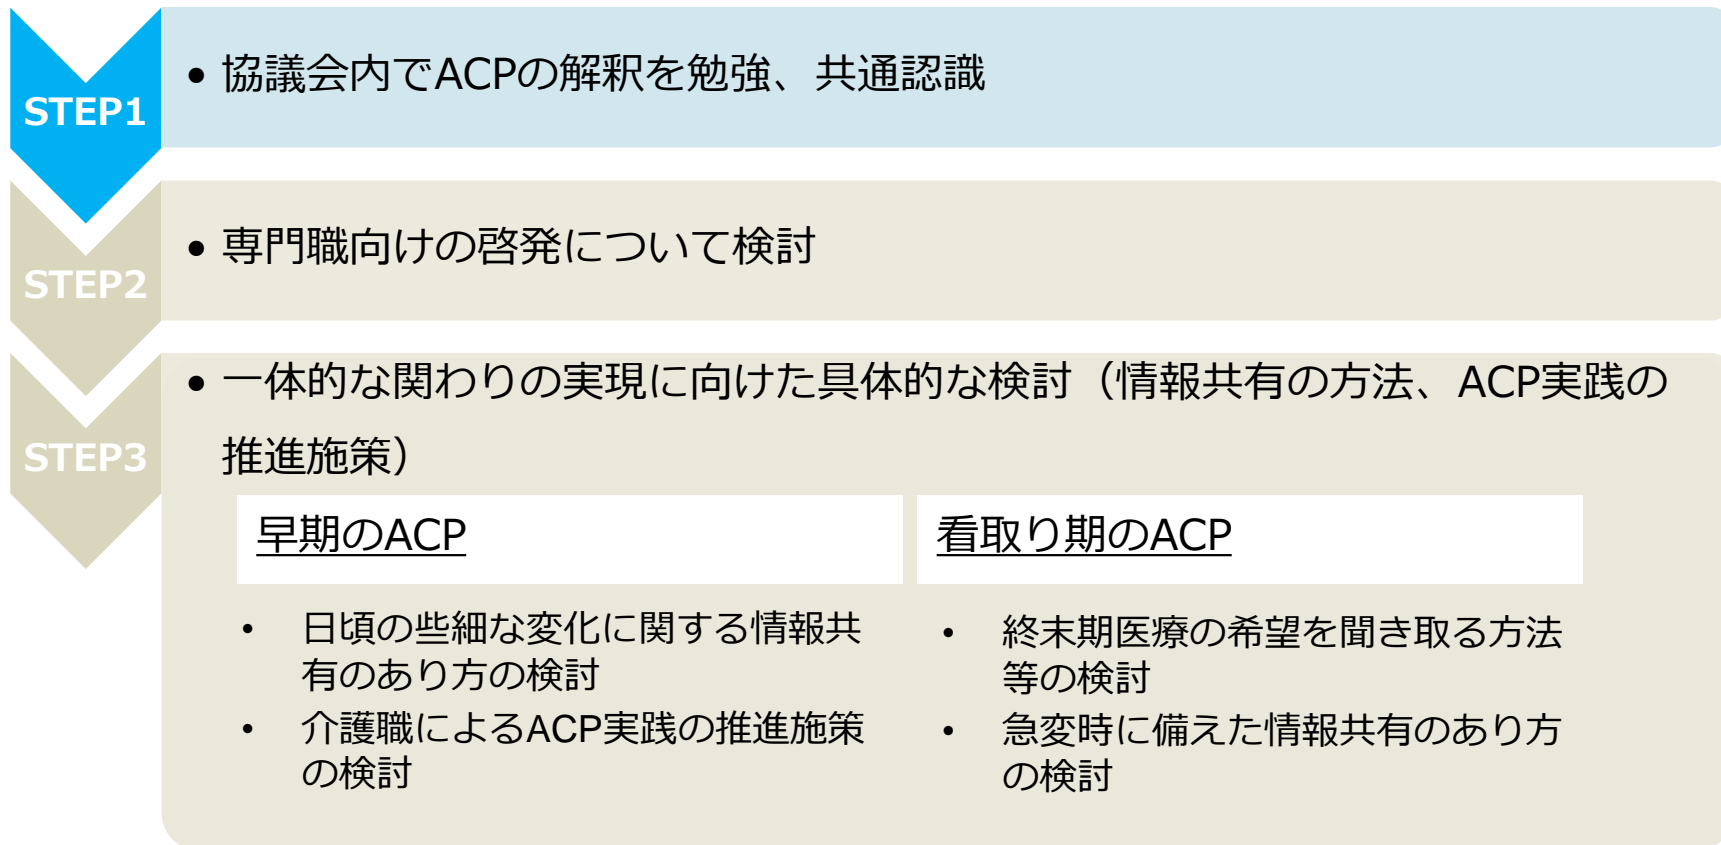 STEP1
• 協議会内でACPの解釈を勉強、共通認識
STEP2
• 専門職向けの啓発について検討
STEP3
• 一体的な関わりの実現に向けた具体的な検討（情報共有の方法、ACP実践の
推進施策）
早期のACP
• 日頃の些細な変化に関する情報共
有のあり方の検討
• 介護職によるACP実践の推進施策
の検討
看取り期のACP
• 終末期医療の希望を聞き取る方法
等の検討
• 急変時に備えた情報共有のあり方
の検討